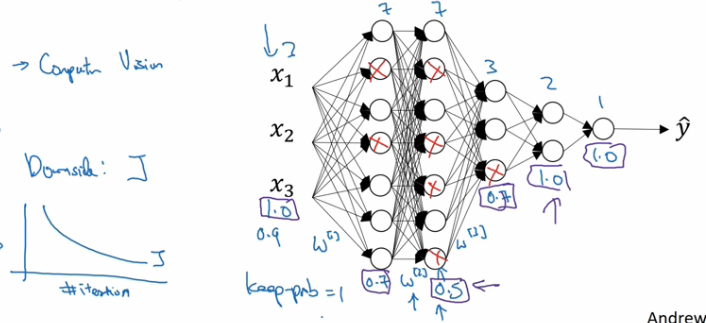 7 7
↓ 3
3
2
1
→ Computer Vision
x₁
x₂
ŷ
1.0
Downside: J
x₃
1.0
1.0
0.7
0.9
W[1]
W[3]
J
#iteration
keep-prob = 1
0.7
W[2]
0.5
Andrew